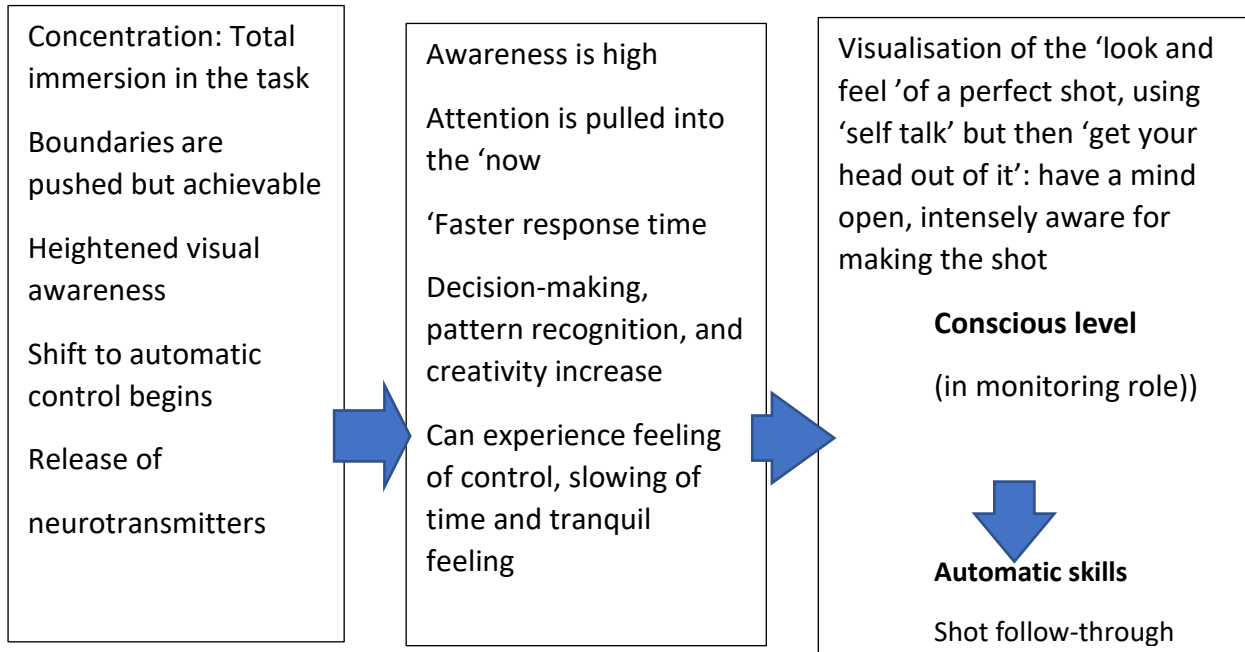 Concentration: Total
immersion in the task
Boundaries are
pushed but achievable
Heightened visual
awareness
Shift to automatic
control begins
Release of
neurotransmitters
Awareness is high
Attention is pulled into
the ‘now
‘Faster response time
Decision-making,
pattern recognition, and
creativity increase
Can experience feeling
of control, slowing of
time and tranquil
feeling
Visualisation of the ‘look and
feel ’of a perfect shot, using
‘self talk’ but then ‘get your
head out of it’: have a mind
open, intensely aware for
making the shot
Conscious level
(in monitoring role))
Automatic skills
Shot follow-through